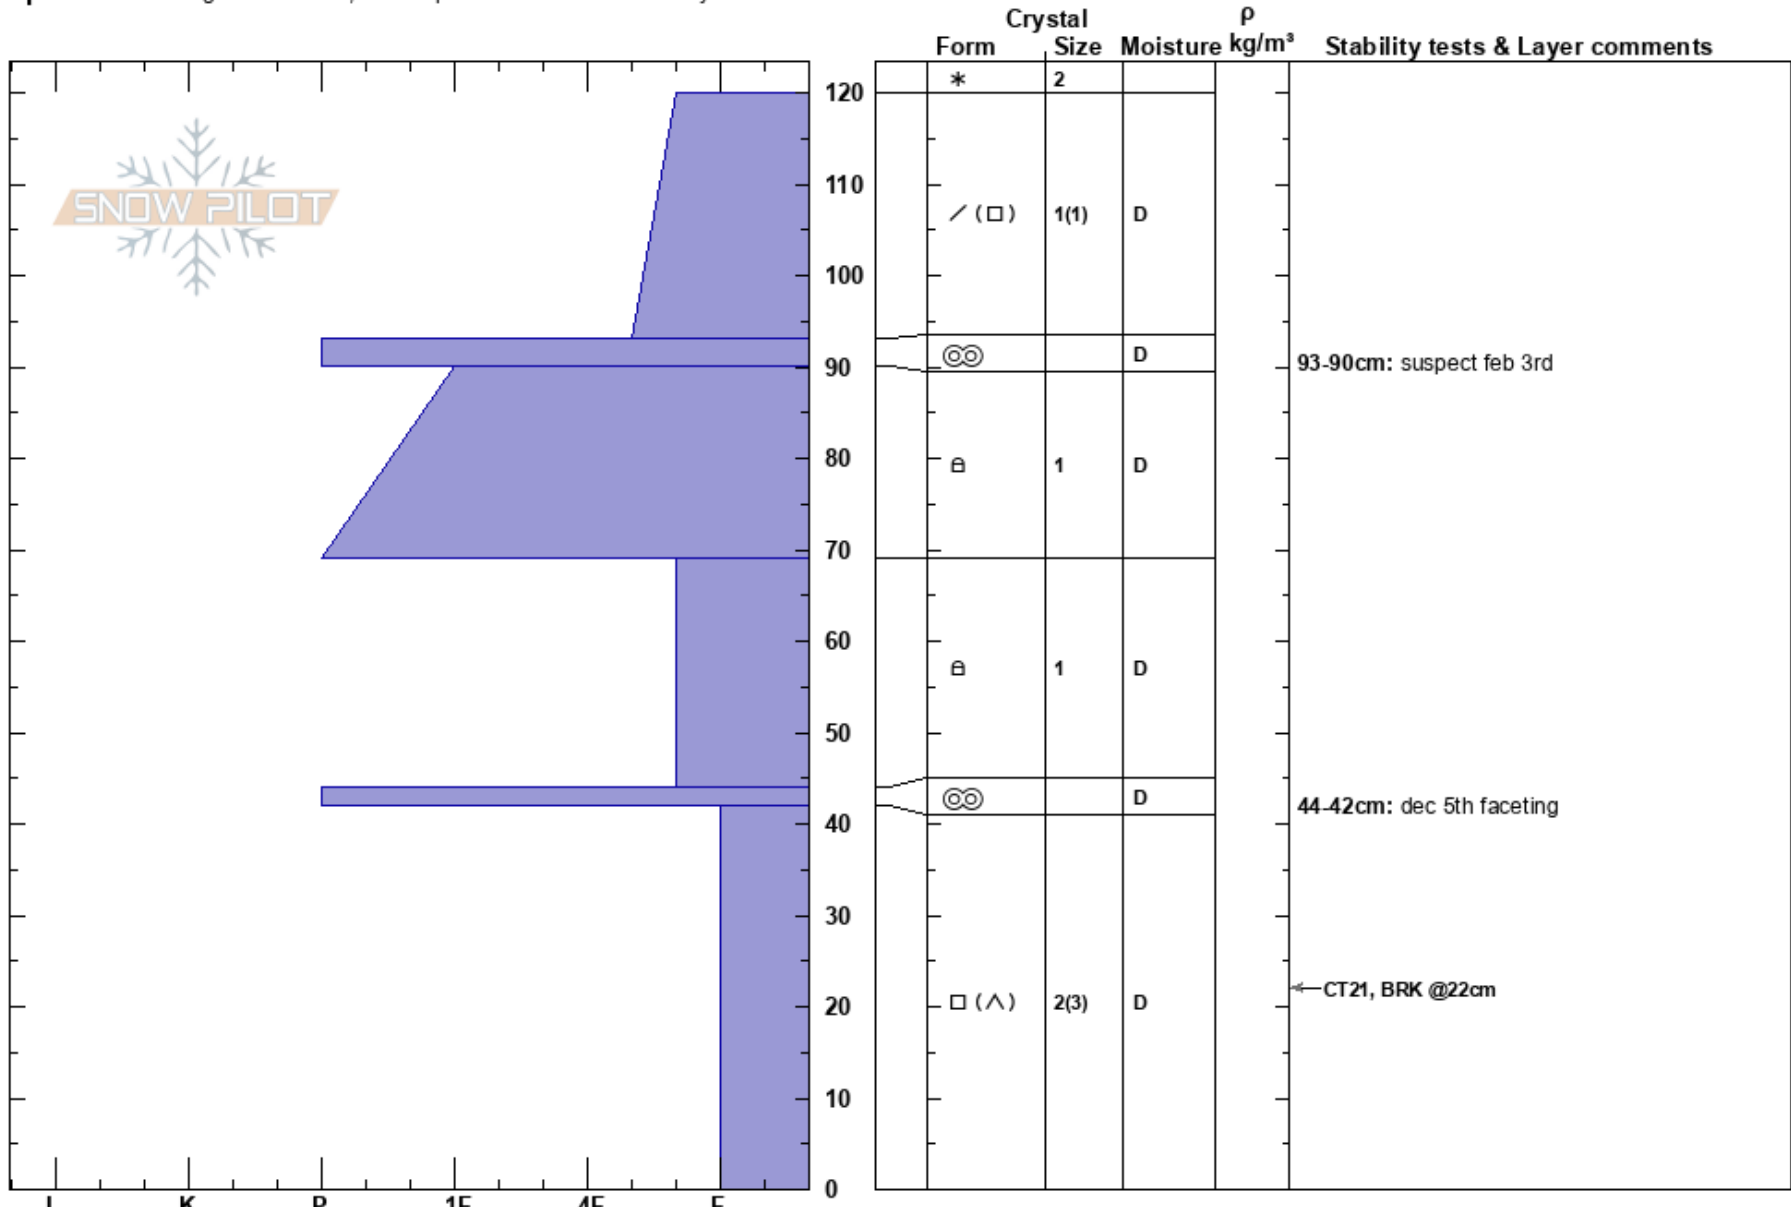 Crystal ρ
Form Size Moisture kg/m³ Stability tests & Layer comments
* 2
120
110
SNOW PILOT
/ (□) 1(1) D
100
D
90
93-90cm: suspect feb 3rd
80
1 D
70
60
1 D
50
D
40
44-42cm: dec 5th faceting
30
CT21, BRK @22cm
20
□ (∧) 2(3) D
10
0
I K P 1F 4F F